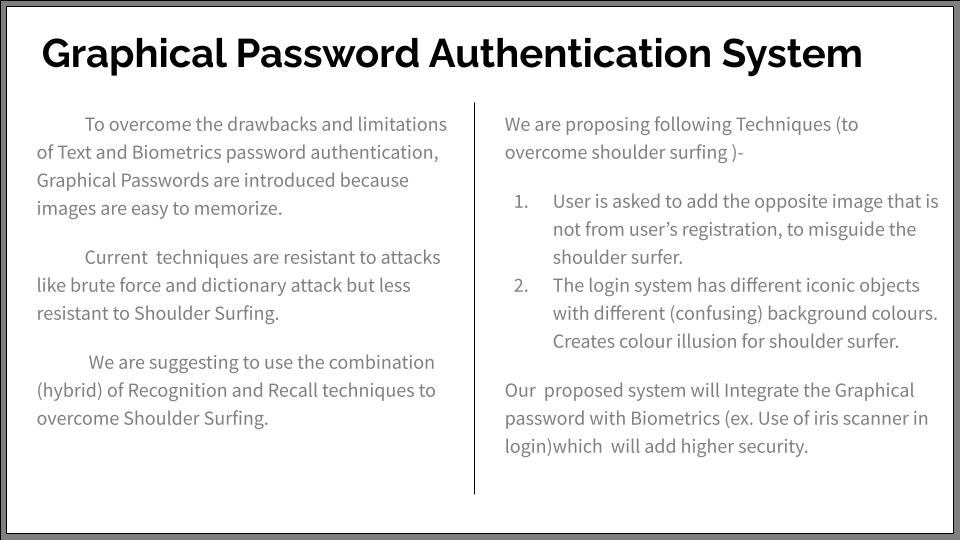 Graphical Password Authentication System
To overcome the drawbacks and limitations
of Text and Biometrics password authentication,
Graphical Passwords are introduced because
images are easy to memorize.
Current  techniques are resistant to attacks
like brute force and dictionary attack but less
resistant to Shoulder Surfing.
We are suggesting to use the combination
(hybrid) of Recognition and Recall techniques to
overcome Shoulder Surfing.
We are proposing following Techniques (to
overcome shoulder surfing )-
1. User is asked to add the opposite image that is
not from user’s registration, to misguide the
shoulder surfer.
2. The login system has different iconic objects
with different (confusing) background colours.
Creates colour illusion for shoulder surfer.
Our  proposed system will Integrate the Graphical
password with Biometrics (ex. Use of iris scanner in
login)which  will add higher security.